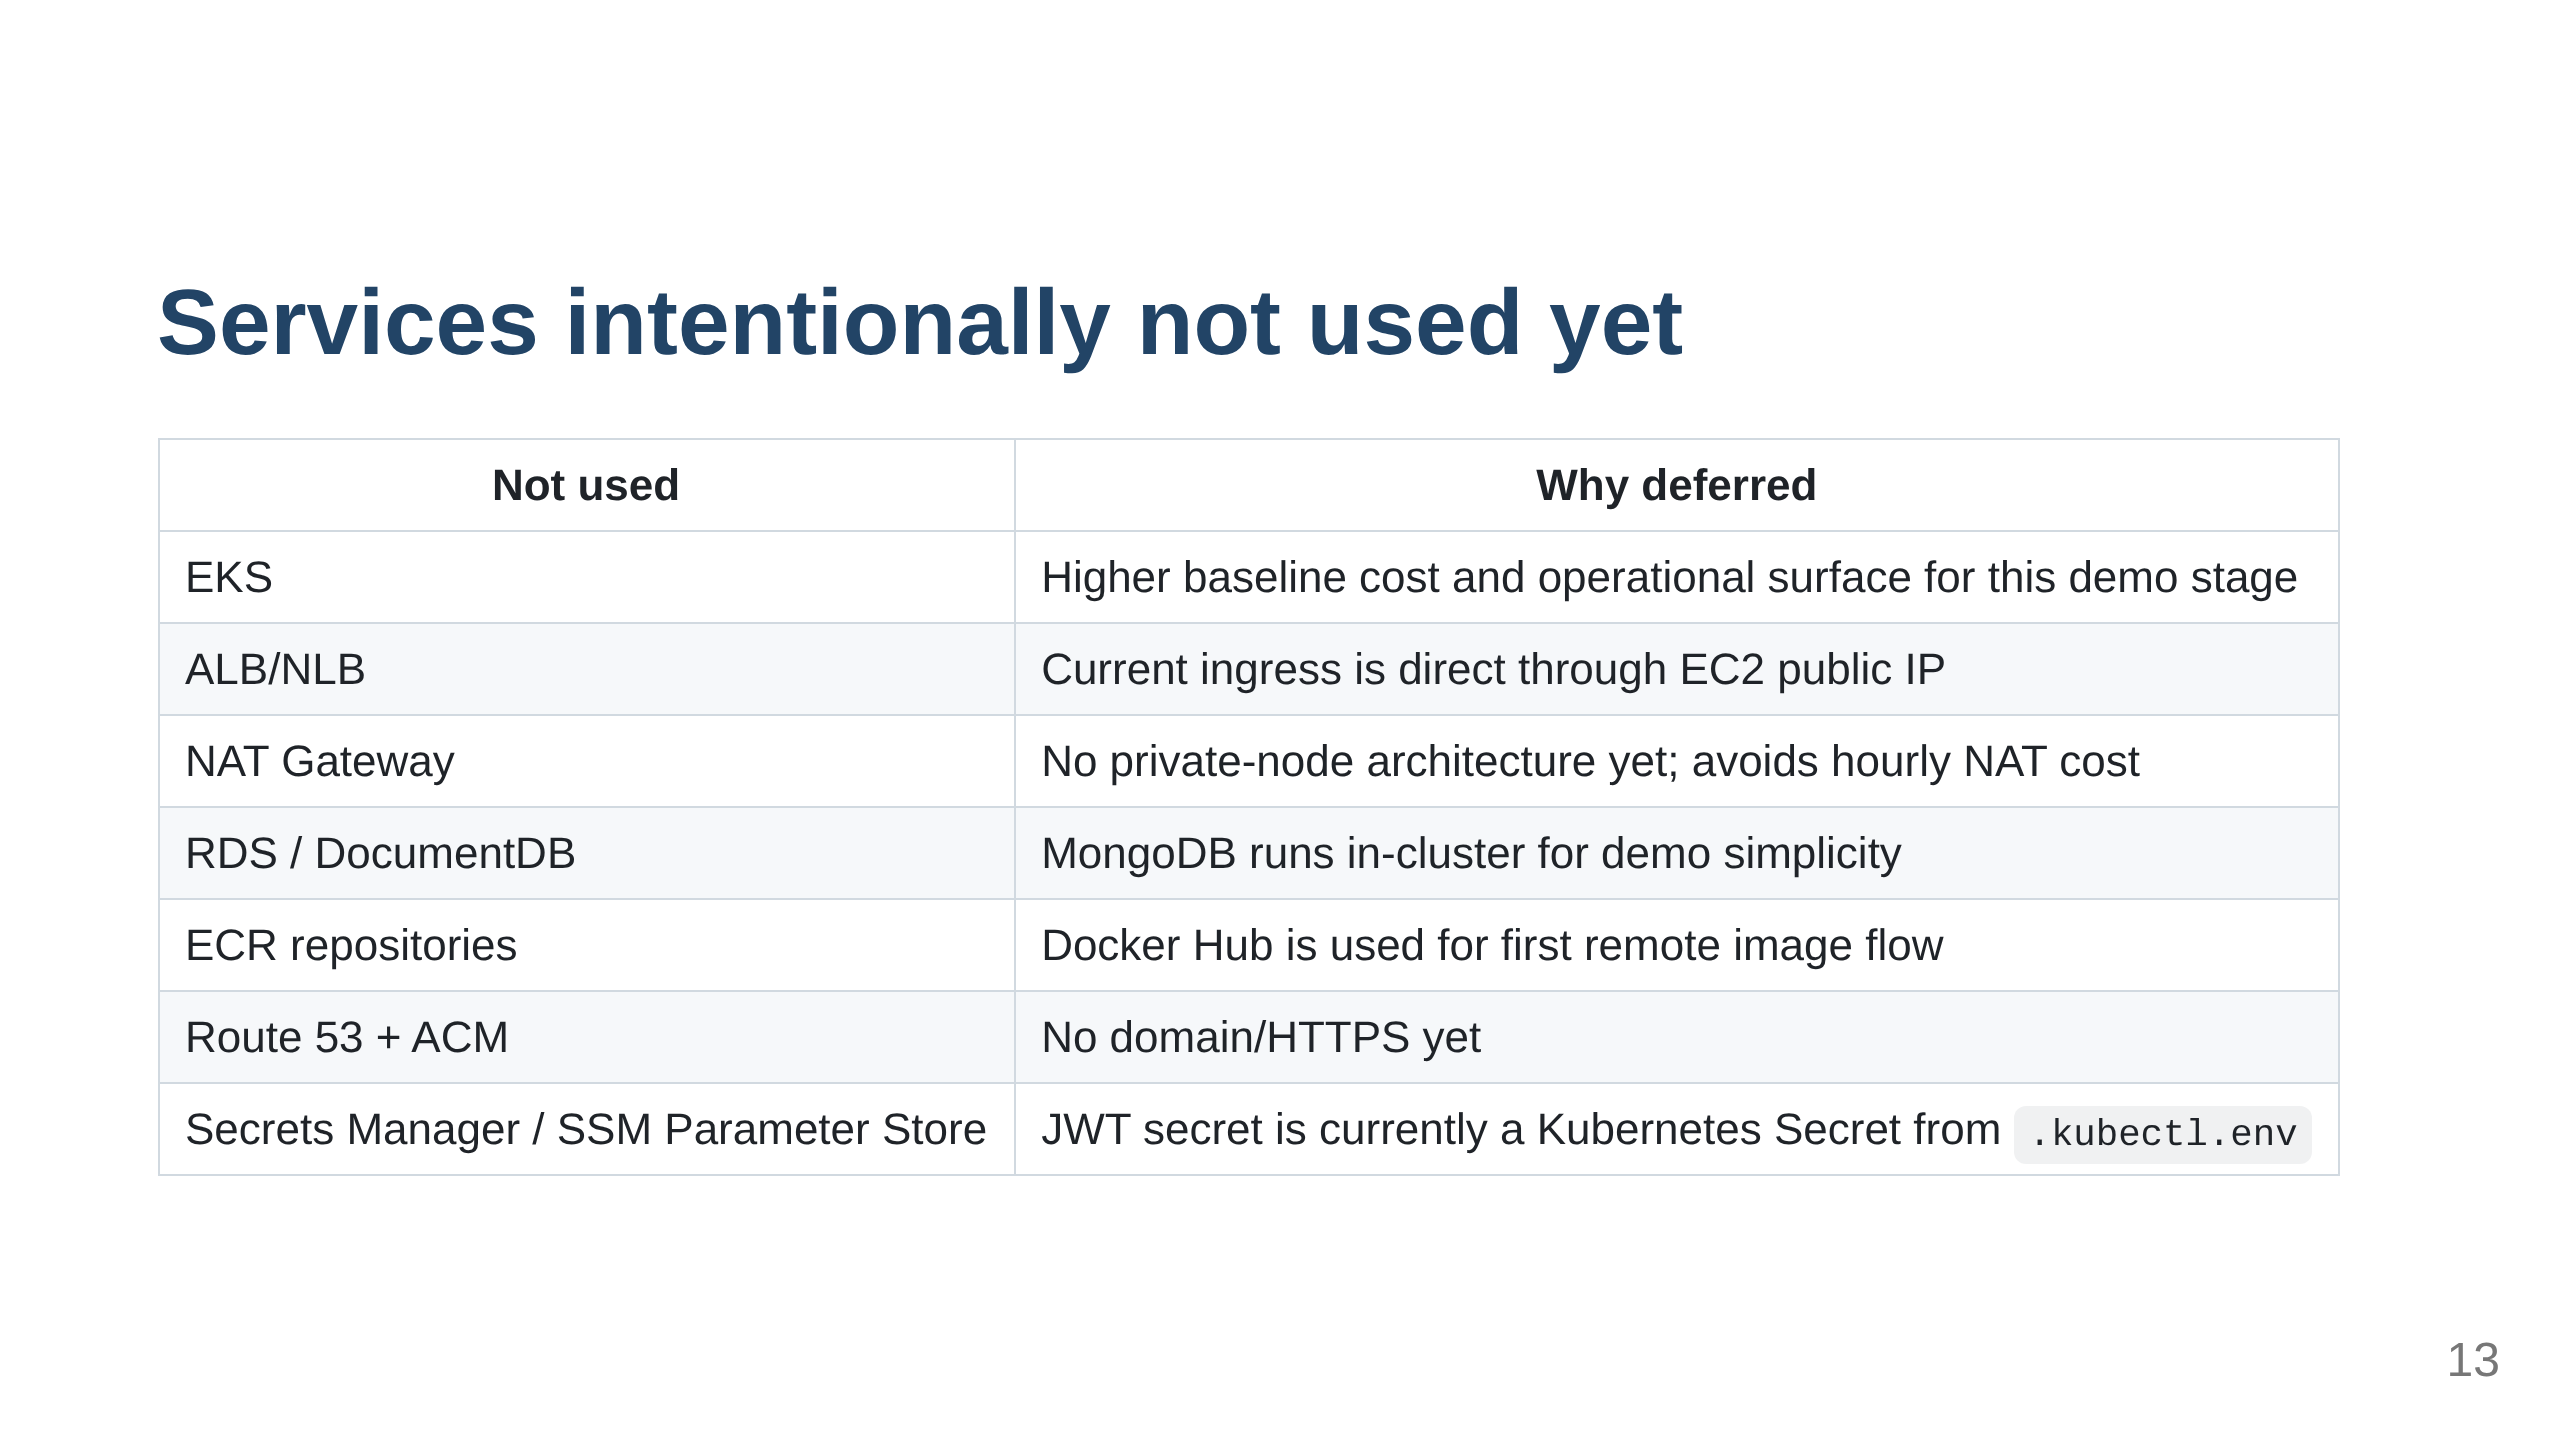 Services intentionally not used yet
Not used Why deferred
EKS Higher baseline cost and operational surface for this demo stage
ALB/NLB Current ingress is direct through EC2 public IP
NAT Gateway No private-node architecture yet; avoids hourly NAT cost
RDS / DocumentDB MongoDB runs in-cluster for demo simplicity
ECR repositories Docker Hub is used for first remote image flow
Route 53 + ACM No domain/HTTPS yet
Secrets Manager / SSM Parameter Store JWT secret is currently a Kubernetes Secret from .kubectl.env
13